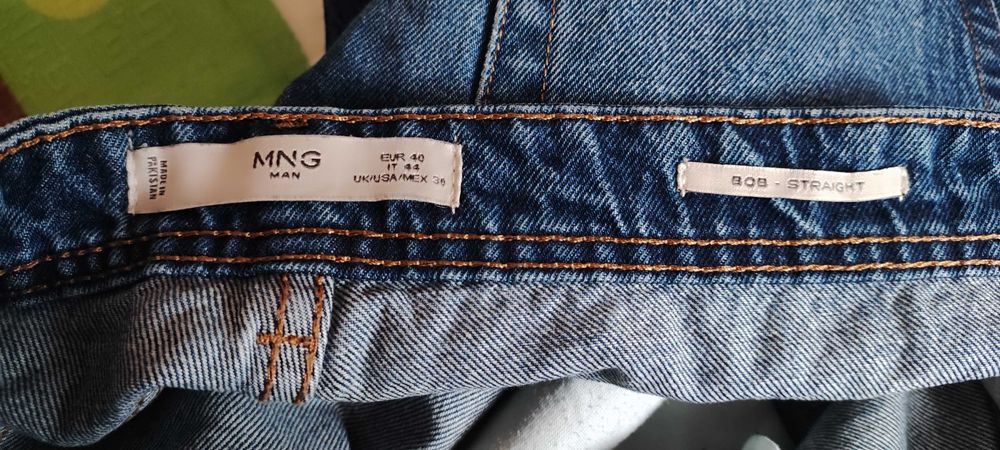 MADE IN
PAKISTAN
MNG
MAN
EUR 40
IT 44
UK/USA/MEX 30
BOB - STRAIGHT